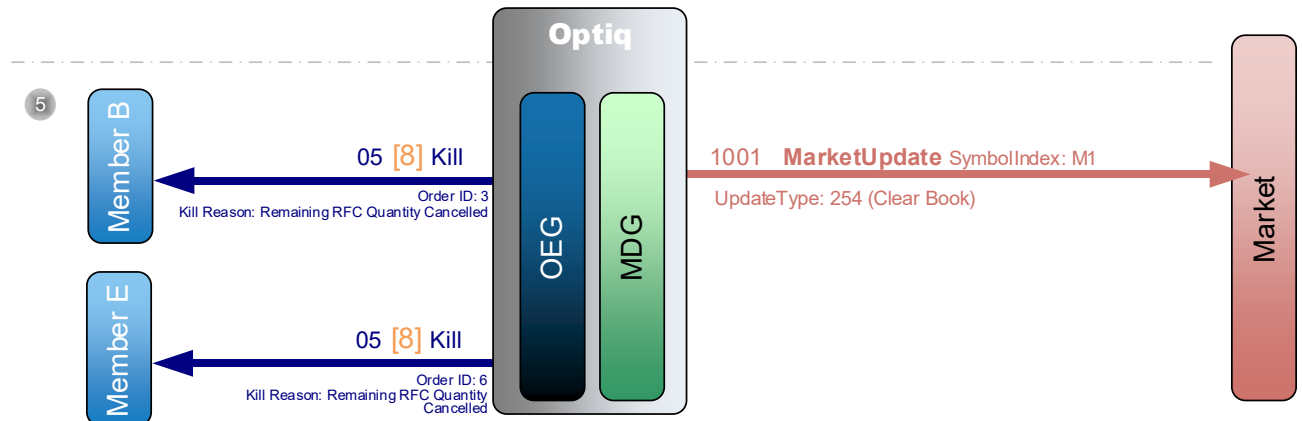 Optiq
5
Member B
05 [8] Kill
Order ID: 3
Kill Reason: Remaining RFC Quantity Cancelled
OEG
MDG
1001 MarketUpdate SymbolIndex: M1
UpdateType: 254 (Clear Book)
Market
Member E
05 [8] Kill
Order ID: 6
Kill Reason: Remaining RFC Quantity
Cancelled